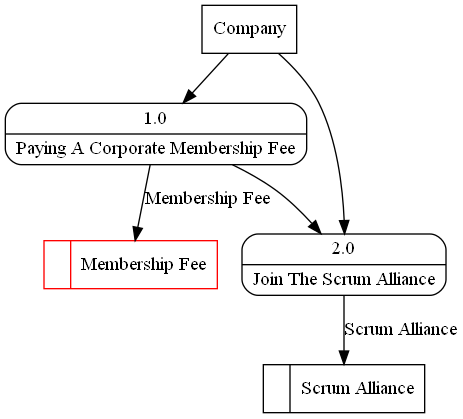 Company
1.0
Paying A Corporate Membership Fee
Membership Fee
Membership Fee
2.0
Join The Scrum Alliance
Scrum Alliance
Scrum Alliance